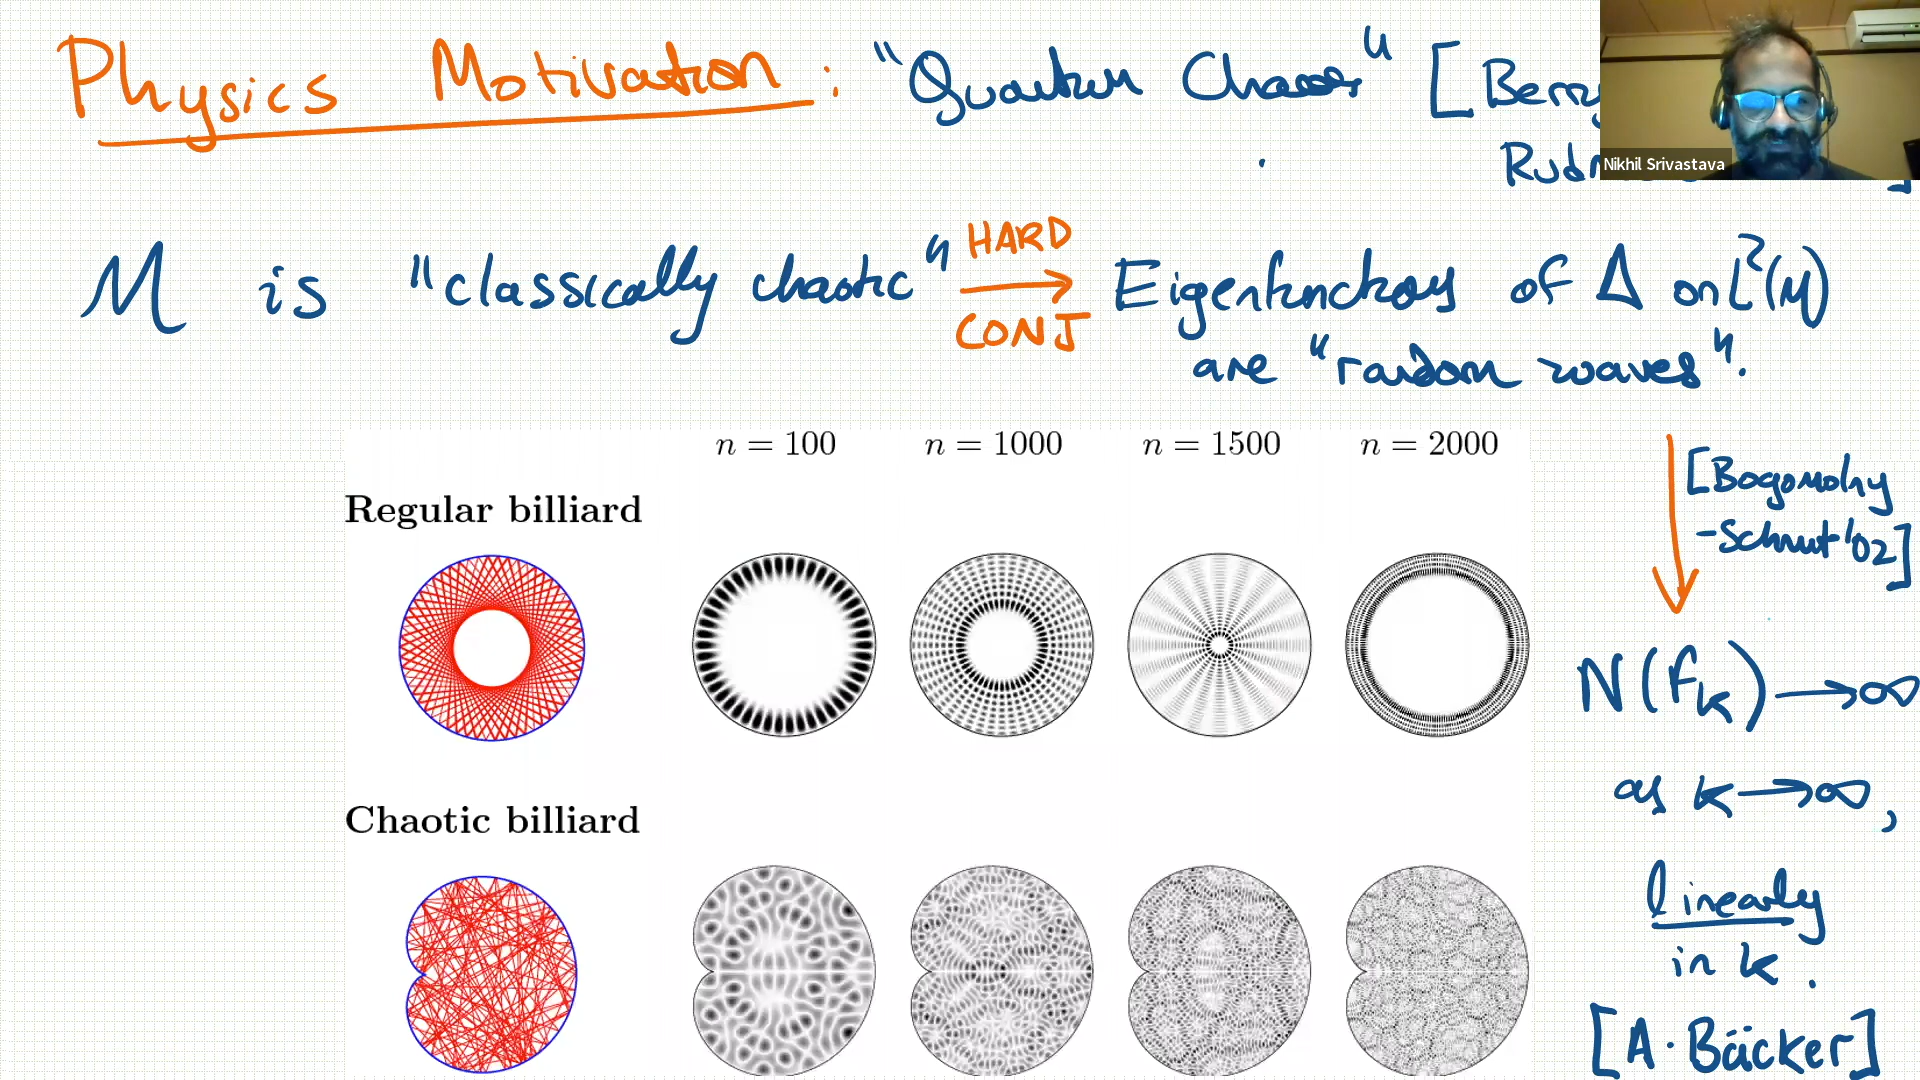 Physics Motivation : "Quantum Chaos" [Berry
Nikhil Srivastava
M is "classically chaotic" HARD CONJ → Eigenfunctions of Δ on L²(M)
are "random waves".
n = 100 n = 1000 n = 1500 n = 2000
[Bogomolny
-Schmit '02]
Regular billiard
N(f_k) → ∞
as k → ∞,
Chaotic billiard
linearly
in k.
[A. Bäcker]